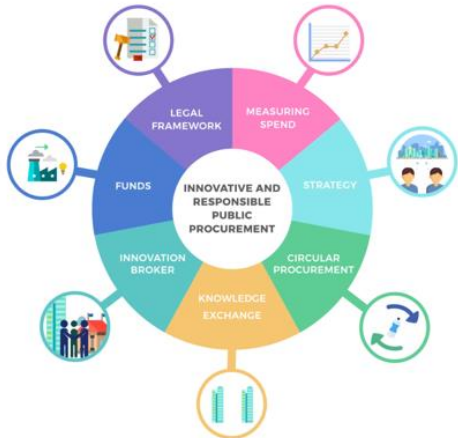 LEGAL
FRAMEWORK
MEASURING
SPEND
FUNDS
INNOVATIVE AND
RESPONSIBLE
PUBLIC
PROCUREMENT
STRATEGY
INNOVATION
BROKER
CIRCULAR
PROCUREMENT
KNOWLEDGE
EXCHANGE